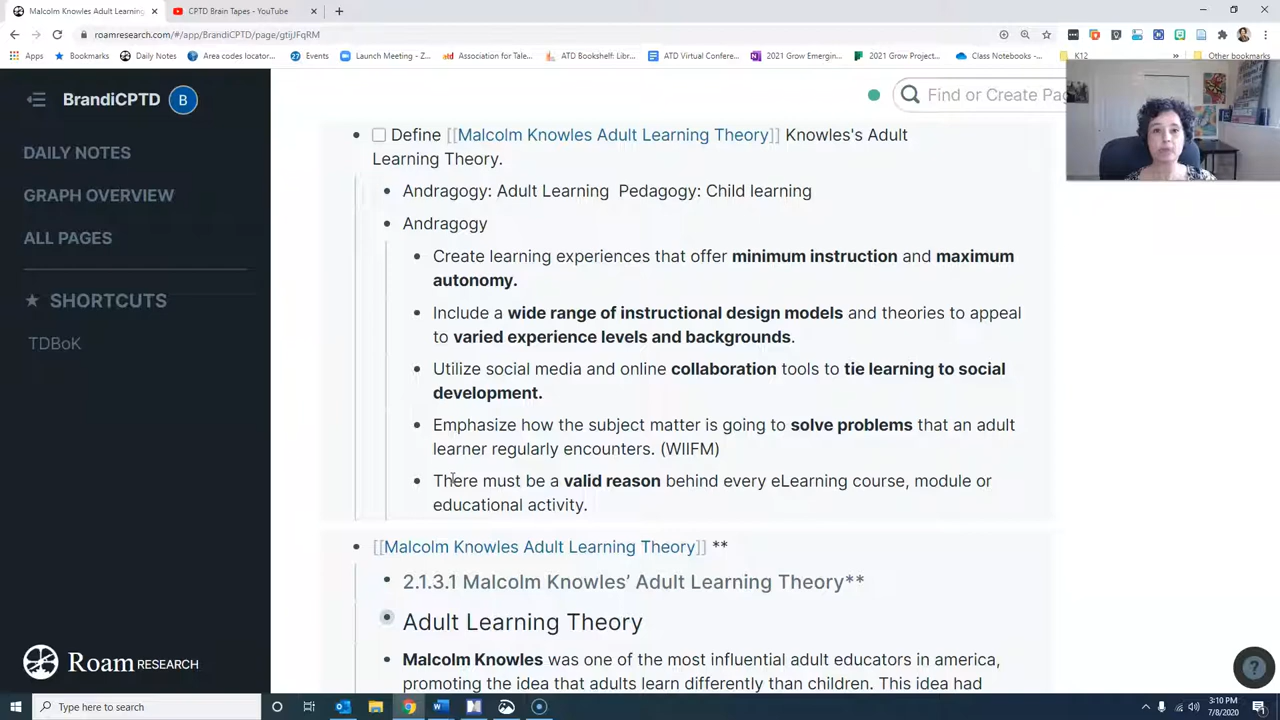 Malcolm Knowles Adult Learning
CPTD Brain Tapes - YouTube
roamresearch.com/#/app/BrandiCPTD/page/gtijJFqRM
Apps
Bookmarks
Daily Notes
Area codes locator...
Events
Launch Meeting - Z...
Association for Tale...
ATD Bookshelf: Libr...
ATD Virtual Confere...
2021 Grow Emergin...
2021 Grow Project...
Class Notebooks -...
K12
»
Other bookmarks
BrandiCPTD
B
Find or Create Pag
DAILY NOTES
GRAPH OVERVIEW
ALL PAGES
★ SHORTCUTS
TDBoK
Define [[Malcolm Knowles Adult Learning Theory]] Knowles's Adult
Learning Theory.
Andragogy: Adult Learning Pedagogy: Child learning
Andragogy
Create learning experiences that offer minimum instruction and maximum
autonomy.
Include a wide range of instructional design models and theories to appeal
to varied experience levels and backgrounds.
Utilize social media and online collaboration tools to tie learning to social
development.
Emphasize how the subject matter is going to solve problems that an adult
learner regularly encounters. (WIIFM)
There must be a valid reason behind every eLearning course, module or
educational activity.
[[Malcolm Knowles Adult Learning Theory]] **
2.1.3.1 Malcolm Knowles' Adult Learning Theory**
Adult Learning Theory
Malcolm Knowles was one of the most influential adult educators in america,
promoting the idea that adults learn differently than children. This idea had
Roam RESEARCH
?
Type here to search
3:10 PM
7/8/2020